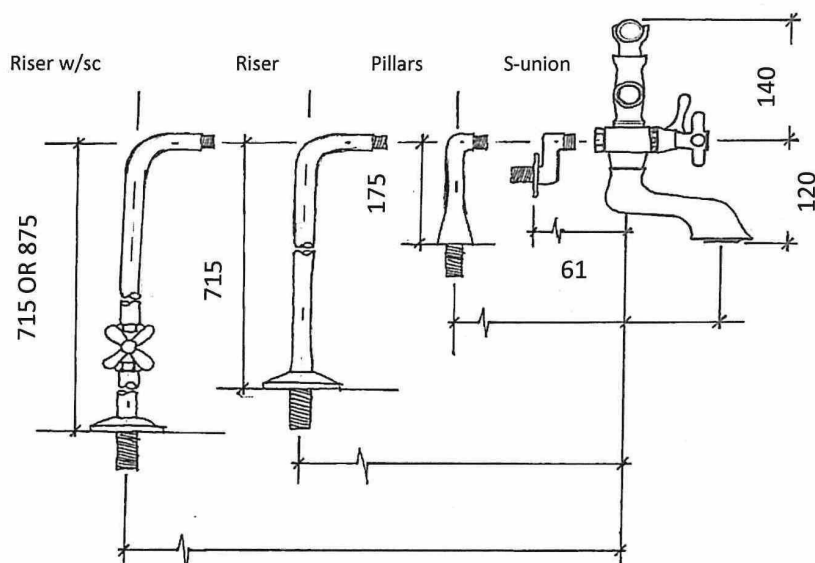 Riser w/sc
Riser
Pillars
S-union
140
120
175
61
715
715 OR 875